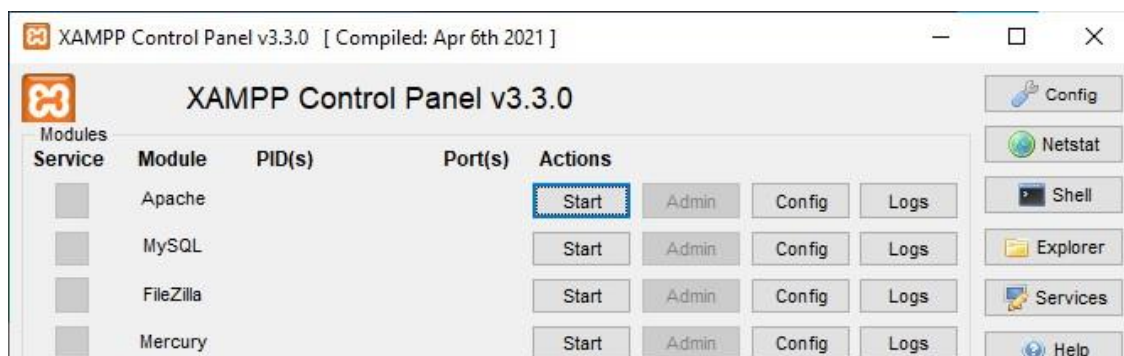 XAMPP Control Panel v3.3.0 [ Compiled: Apr 6th 2021 ]
XAMPP Control Panel v3.3.0
Config
Modules
Service Module PID(s) Port(s) Actions
Netstat
Apache Start Admin Config Logs
Shell
MySQL Start Admin Config Logs
Explorer
FileZilla Start Admin Config Logs
Services
Mercury Start Admin Config Logs
Help